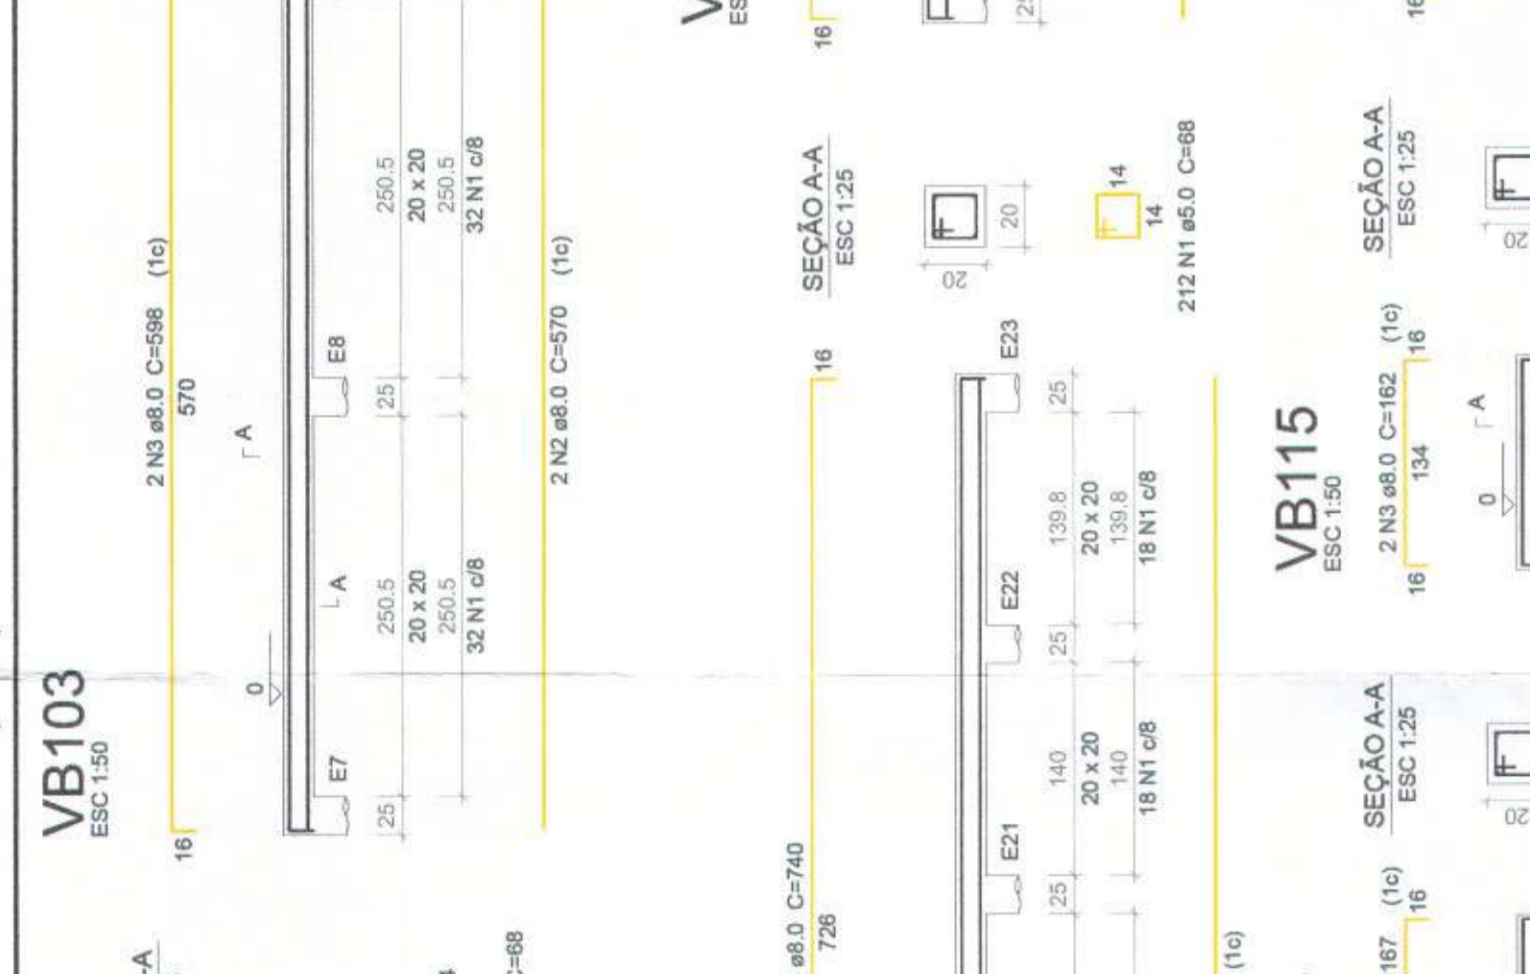 VB103
ESC 1:50
2 N3 ø8.0 C=598 (1c)
570
16
A
A
0
E7
E8
25
250.5
25
250.5
20 x 20
20 x 20
250.5
250.5
32 N1 c/8
32 N1 c/8
2 N2 ø8.0 C=570 (1c)
C=68
16
SEÇÃO A-A
ESC 1:25
20
20
14
14
212 N1 ø5.0 C=68
ø8.0 C=740
726
16
E21
E22
E23
25
140
25
139.8
25
20 x 20
20 x 20
140
139.8
18 N1 c/8
18 N1 c/8
(1c)
VB115
ESC 1:50
2 N3 ø8.0 C=162 (1c)
16
134
16
A
0
SEÇÃO A-A
ESC 1:25
20
SEÇÃO A-A
ESC 1:25
20
167
(1c)
16
16
25